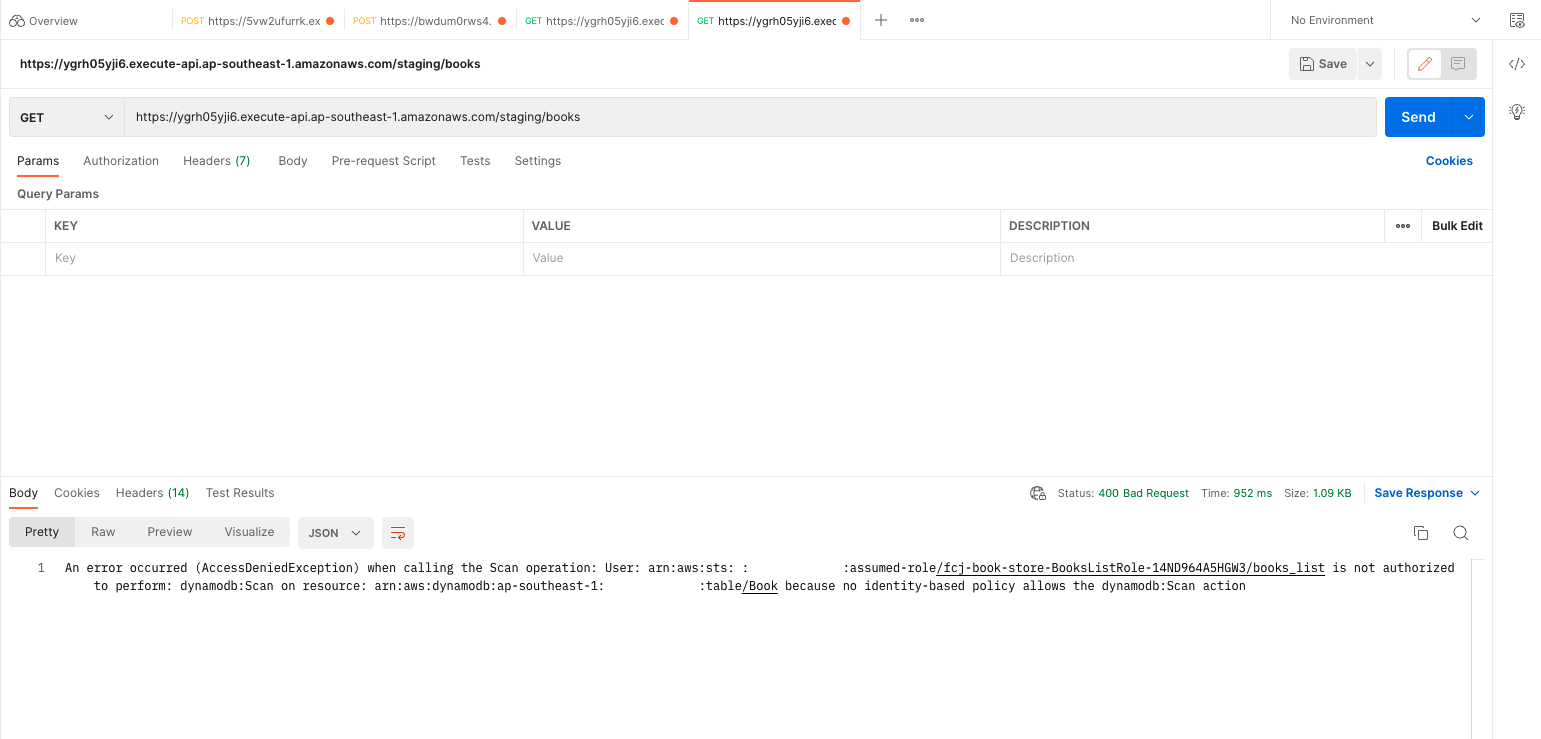 Overview
POST https://5vw2ufurrk.ex
POST https://bwdum0rws4.
GET https://ygrh05yji6.exec
GET https://ygrh05yji6.exec
No Environment
https://ygrh05yji6.execute-api.ap-southeast-1.amazonaws.com/staging/books
Save
GET
https://ygrh05yji6.execute-api.ap-southeast-1.amazonaws.com/staging/books
Send
Params Authorization Headers (7) Body Pre-request Script Tests Settings Cookies
Query Params
KEY VALUE DESCRIPTION Bulk Edit
Key Value Description
Body Cookies Headers (14) Test Results Status: 400 Bad Request Time: 952 ms Size: 1.09 KB Save Response
Pretty Raw Preview Visualize JSON
1 An error occurred (AccessDeniedException) when calling the Scan operation: User: arn:aws:sts: : :assumed-role/fcj-book-store-BooksListRole-14ND964A5HGW3/books_list is not authorized
to perform: dynamodb:Scan on resource: arn:aws:dynamodb:ap-southeast-1: :table/Book because no identity-based policy allows the dynamodb:Scan action